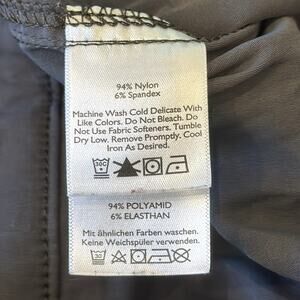 94% Nylon
6% Spandex
Machine Wash Cold Delicate With
Like Colors. Do Not Bleach. Do
Not Use Fabric Softeners. Tumble
Dry Low. Remove Promptly. Cool
Iron As Desired.
30C
94% POLYAMID
6% ELASTHAN
Mit ähnlichen Farben waschen.
Keine Weichspüler verwenden.